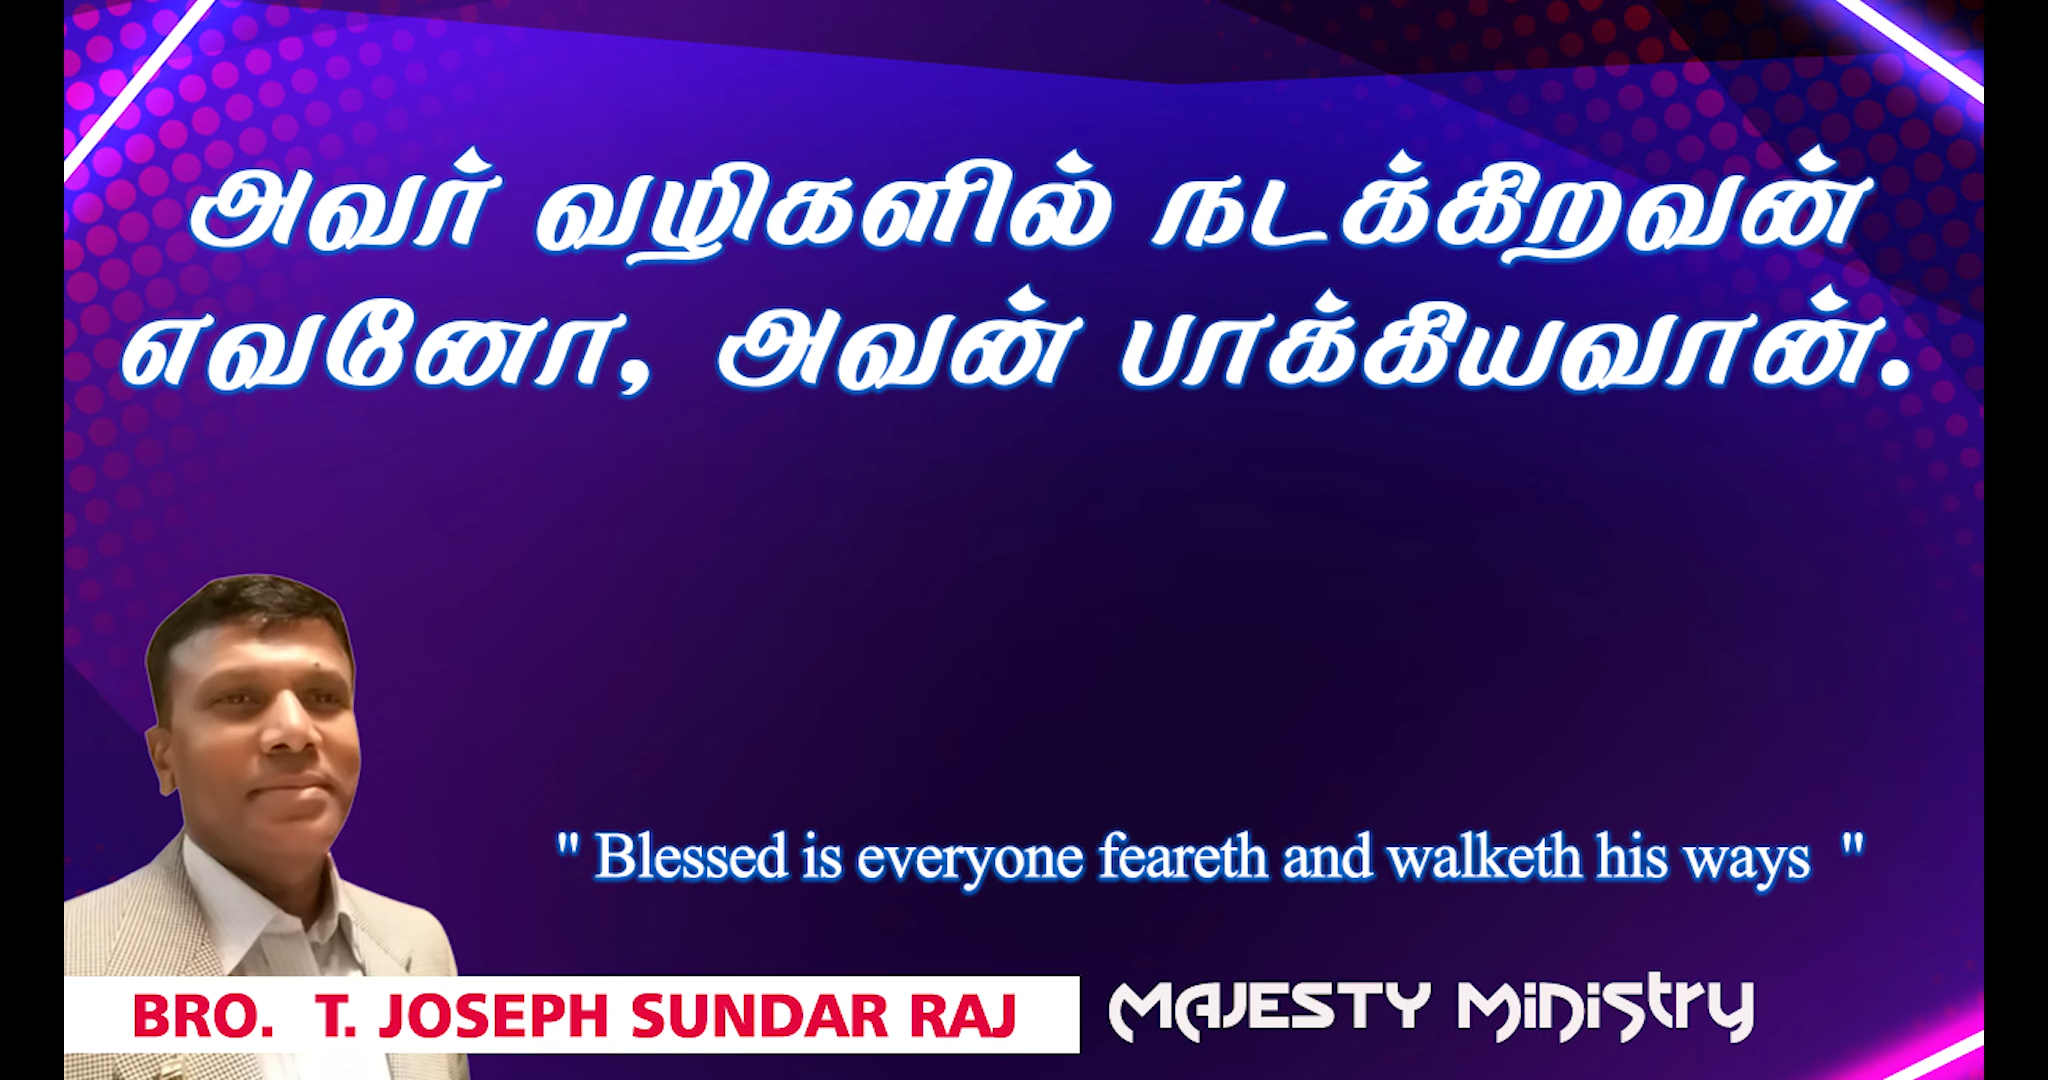 அவர் வழிகளில் நடக்கிறவன்
எவனோ, அவன் பாக்கியவான்.
" Blessed is everyone feareth and walketh his ways "
BRO. T. JOSEPH SUNDAR RAJ
MAJESTY MINISTRY